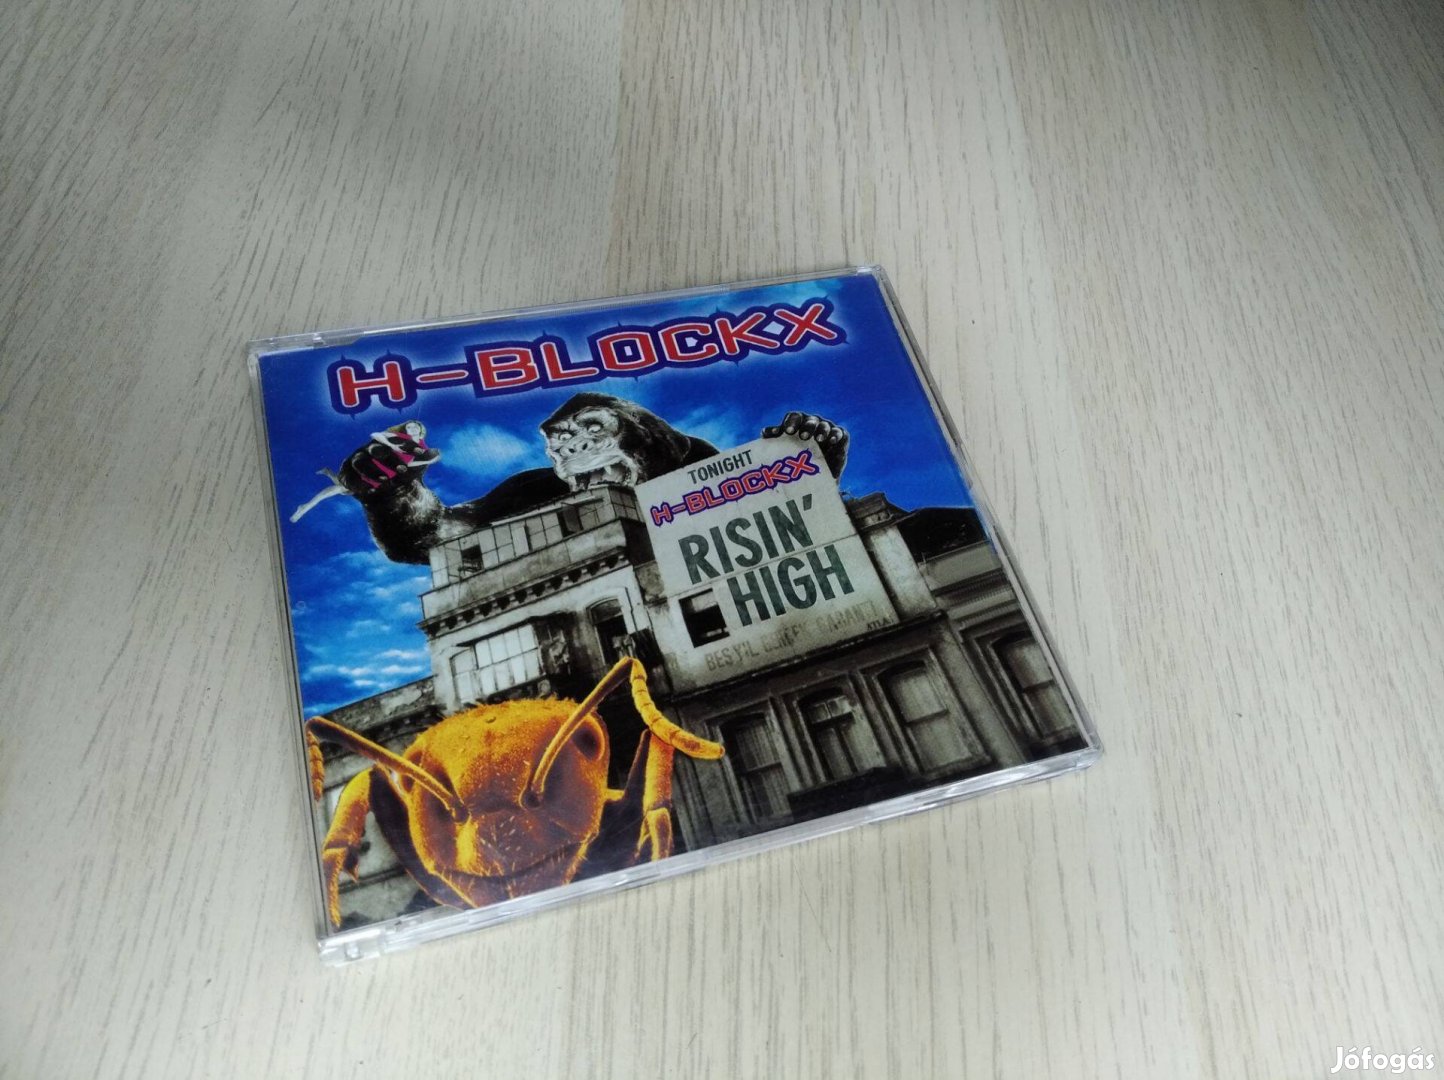 H-BLOCKX
TONIGHT
H-BLOCKX
RISIN'
HIGH
Jófogás